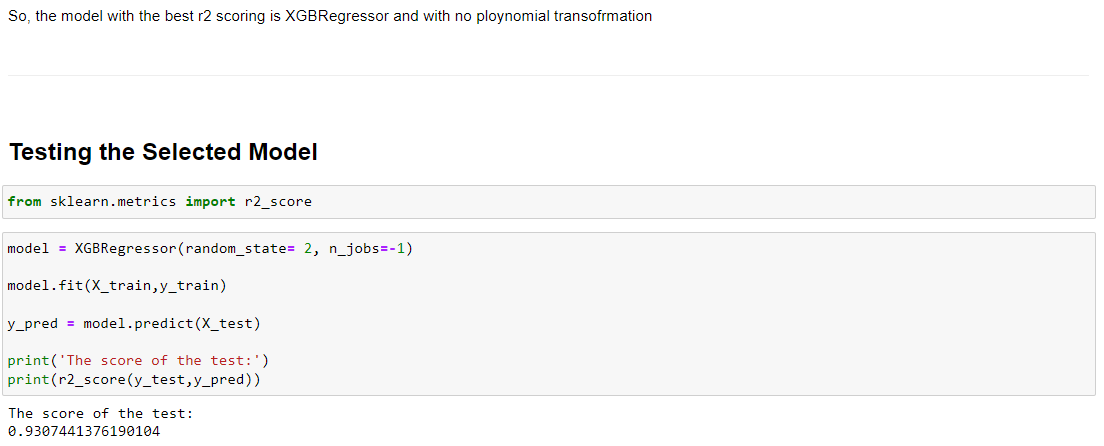 So, the model with the best r2 scoring is XGBRegressor and with no ploynomial transofrmation
Testing the Selected Model
from sklearn.metrics import r2_score
model = XGBRegressor(random_state= 2, n_jobs=-1)
model.fit(X_train,y_train)
y_pred = model.predict(X_test)
print('The score of the test:')
print(r2_score(y_test,y_pred))
The score of the test:
0.9307441376190104